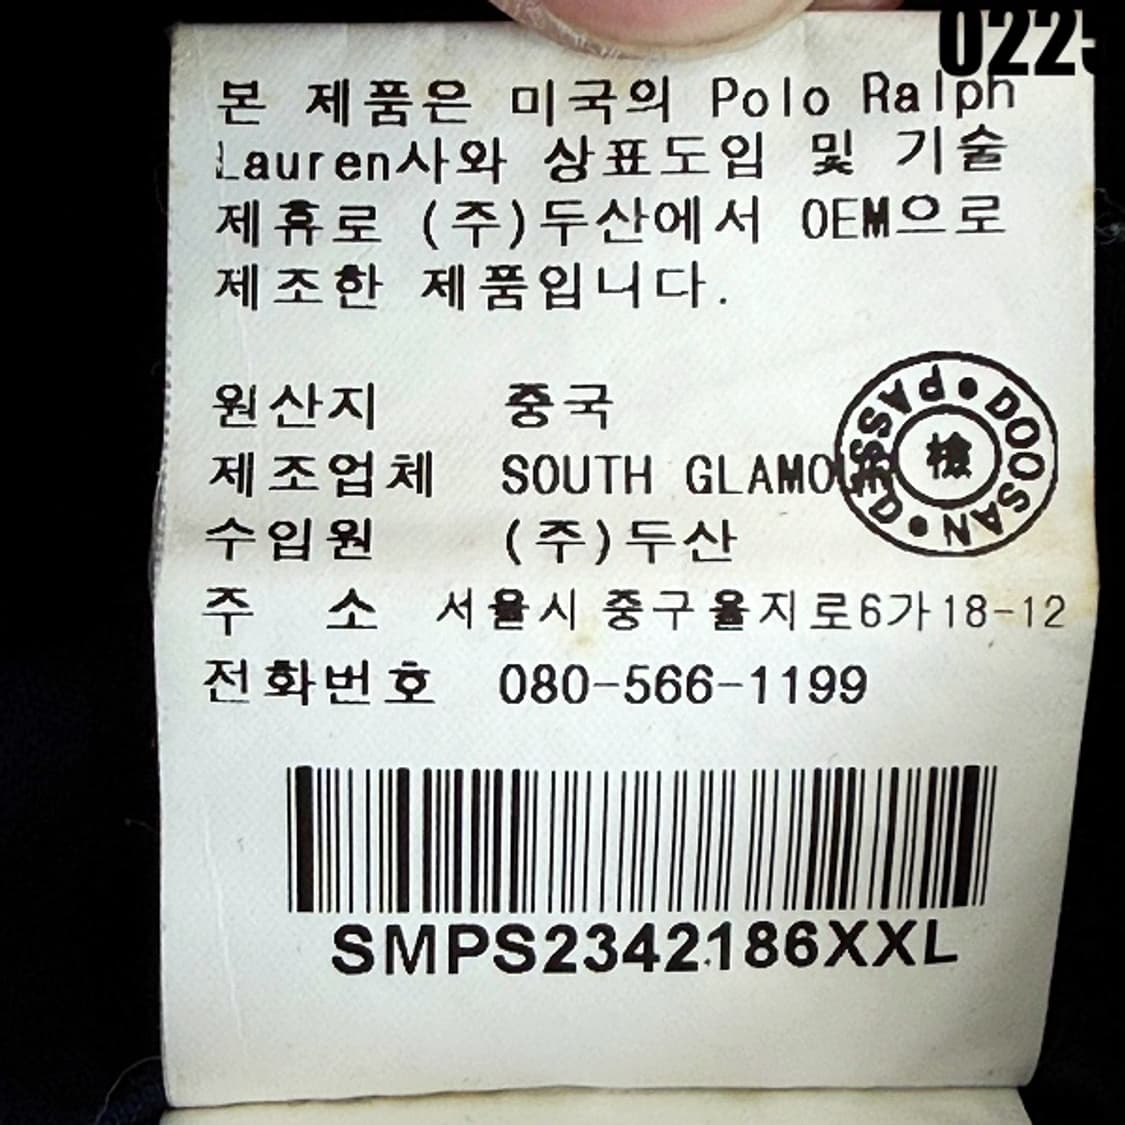 022
본 제품은 미국의 Polo Ralph
Lauren사와 상표도입 및 기술
제휴로 (주)두산에서 OEM으로
제조한 제품입니다.
원산지 중국
제조업체 SOUTH GLAMO
수입원 (주)두산
주 소 서울시 중구 을지로6가18-12
전화번호 080-566-1199
DOOSAN • PASSED •
檢
SMPS2342186XXL